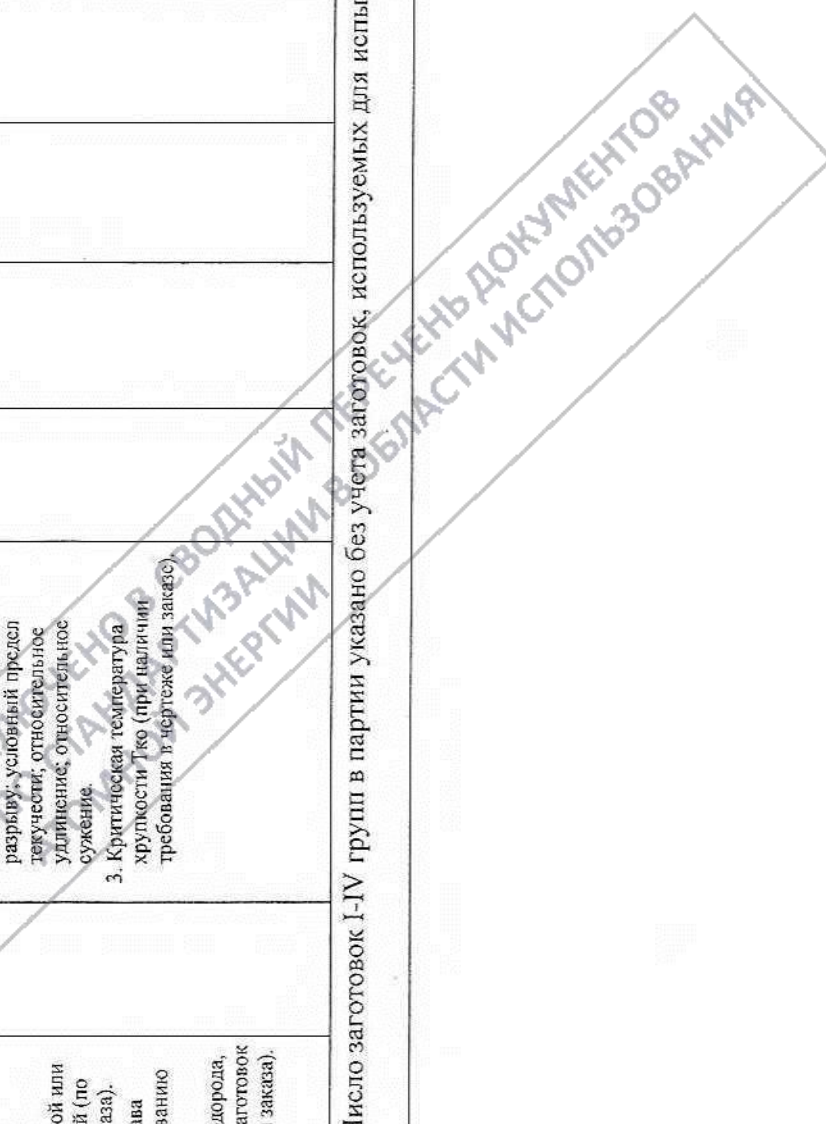 ой или
й (по
аза).
ава
ванию
дорода,
аготовок
заказа).
разрыву; условный предел
текучести; относительное
удлинение; относительное
сужение.
3. Критическая температура
хрупкости Тко (при наличии
требования в чертеже или заказе).
Число заготовок I-IV групп в партии указано без учета заготовок, используемых для испы
ЮЧЕНО В СВОДНЫЙ ПЕРЕЧЕНЬ ДОКУМЕНТОВ
СТАНДАРТИЗАЦИИ В ОБЛАСТИ ИСПОЛЬЗОВАНИЯ
АТОМНОЙ ЭНЕРГИИ